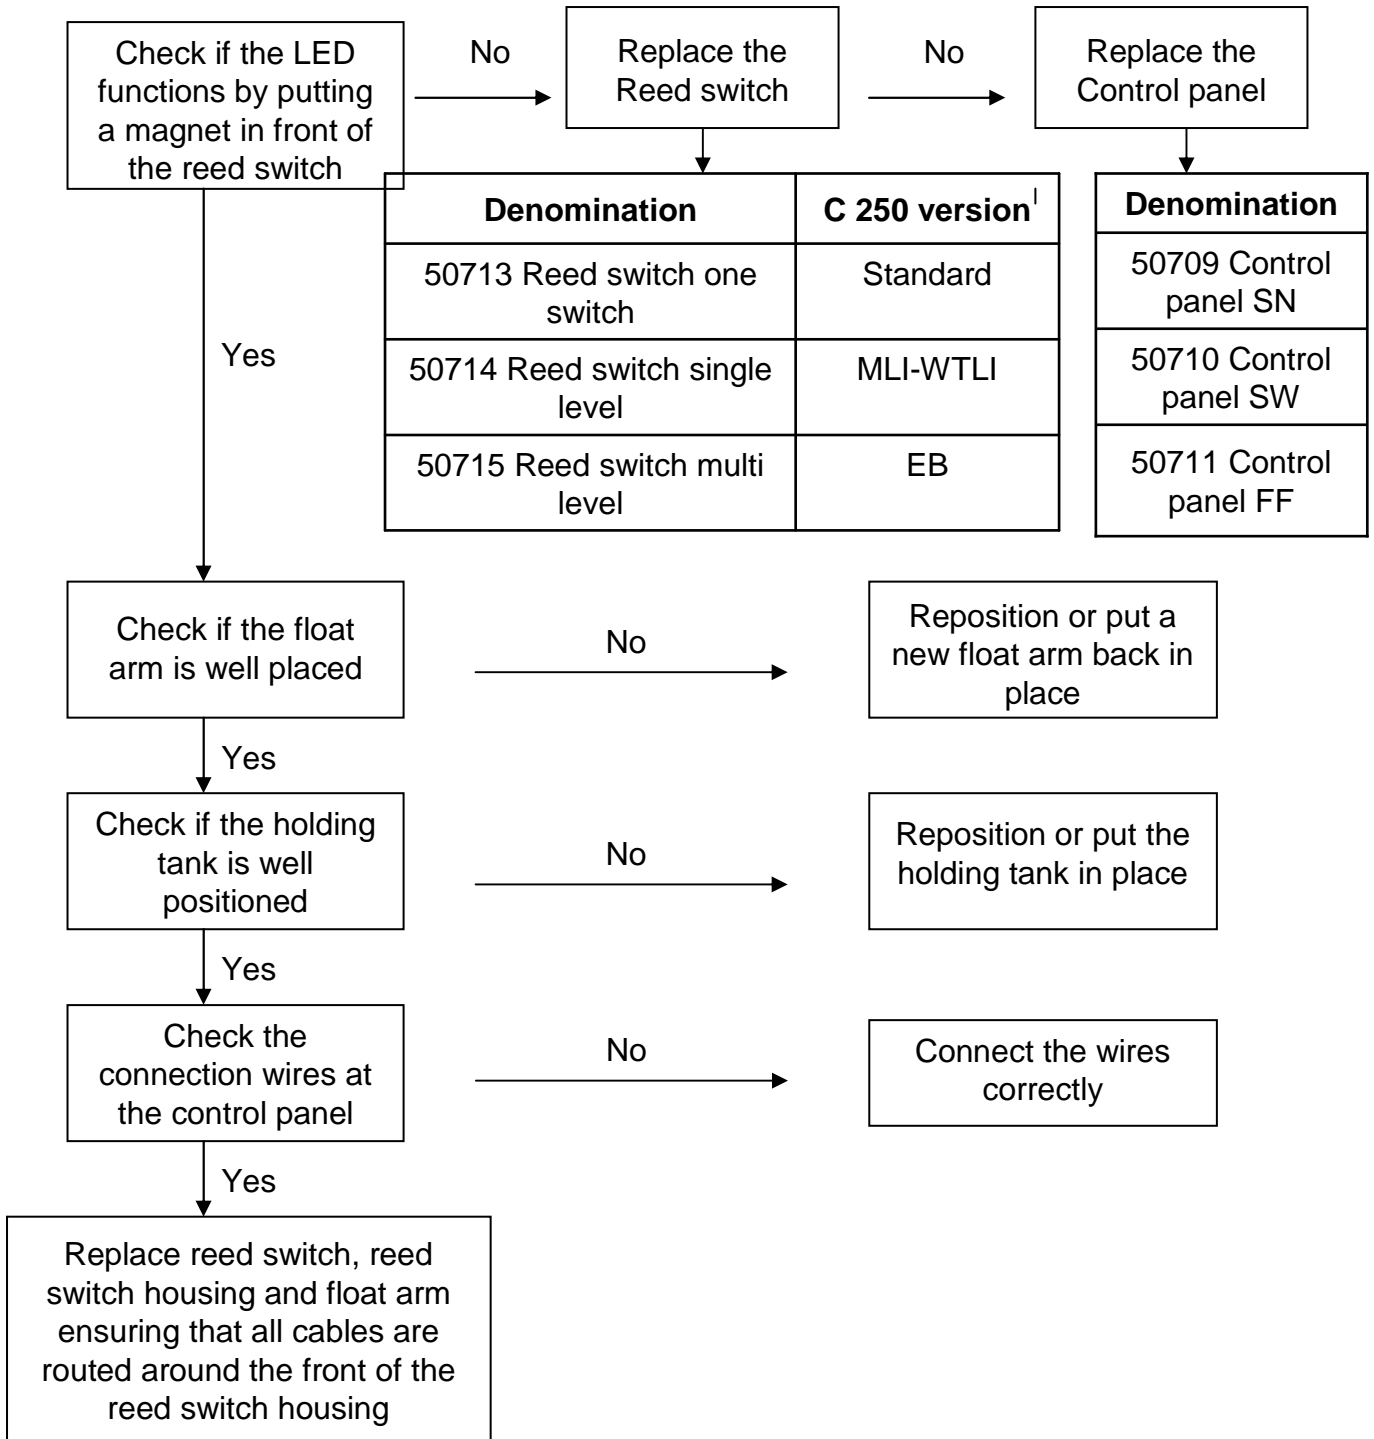 Check if the LED
functions by putting
a magnet in front of
the reed switch
No
Replace the
Reed switch
No
Replace the
Control panel
Denomination
C 250 version
50713 Reed switch one
switch
Standard
50714 Reed switch single
level
MLI-WTLI
50715 Reed switch multi
level
EB
Denomination
50709 Control
panel SN
50710 Control
panel SW
50711 Control
panel FF
Yes
Check if the float
arm is well placed
No
Reposition or put a
new float arm back in
place
Yes
Check if the holding
tank is well
positioned
No
Reposition or put the
holding tank in place
Yes
Check the
connection wires at
the control panel
No
Connect the wires
correctly
Yes
Replace reed switch, reed
switch housing and float arm
ensuring that all cables are
routed around the front of the
reed switch housing